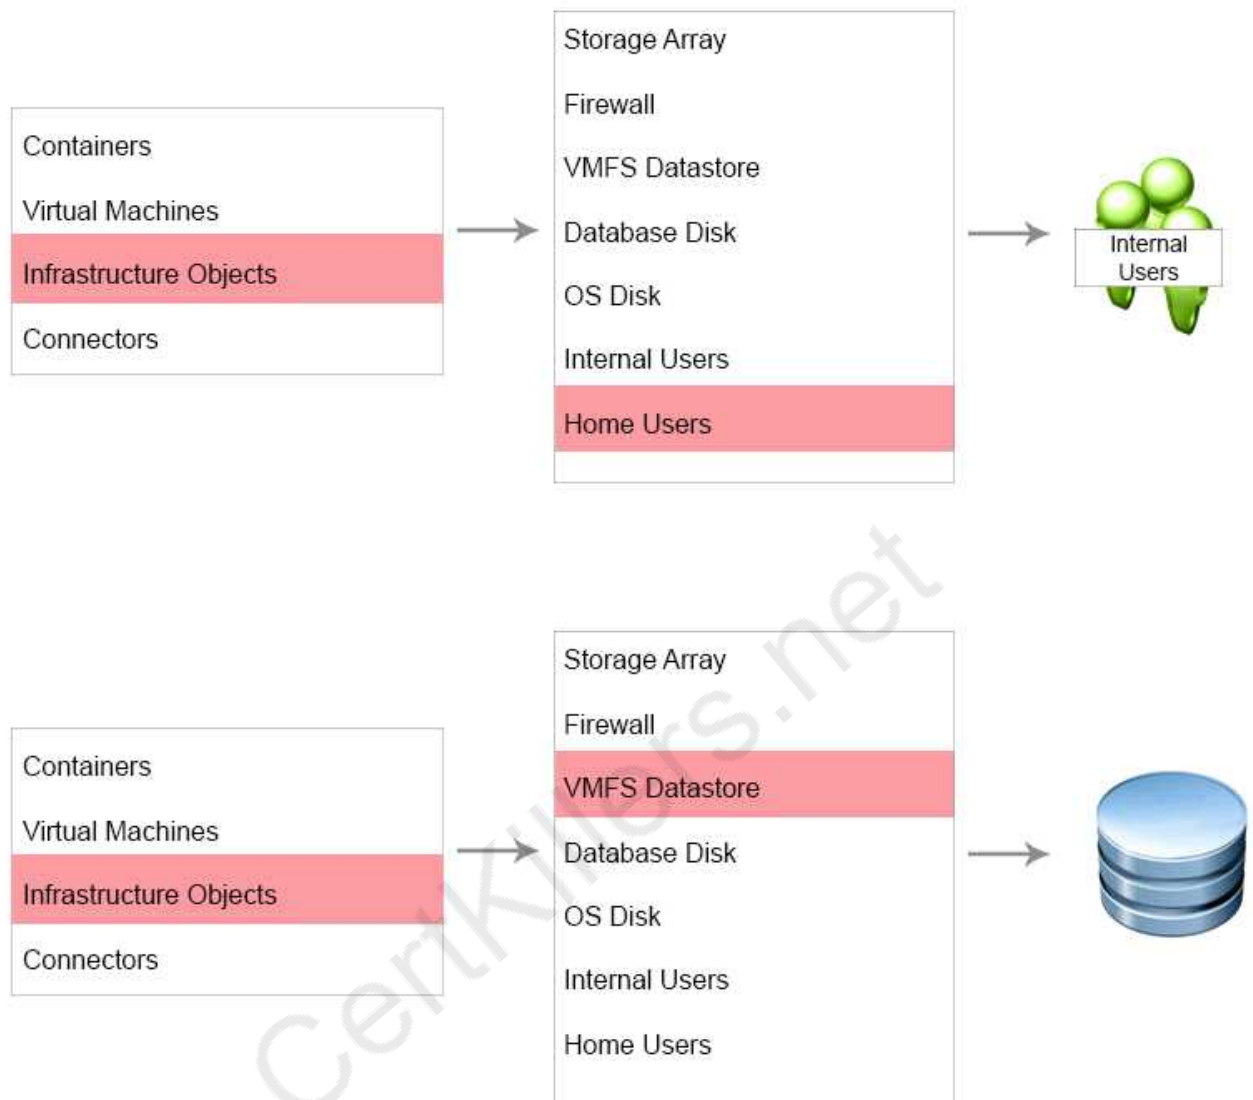 Storage Array
Firewall
VMFS Datastore
Database Disk
OS Disk
Internal Users
Home Users
Containers
Virtual Machines
Infrastructure Objects
Connectors
Internal
Users
Storage Array
Firewall
VMFS Datastore
Database Disk
OS Disk
Internal Users
Home Users
Containers
Virtual Machines
Infrastructure Objects
Connectors
CertKillers.net